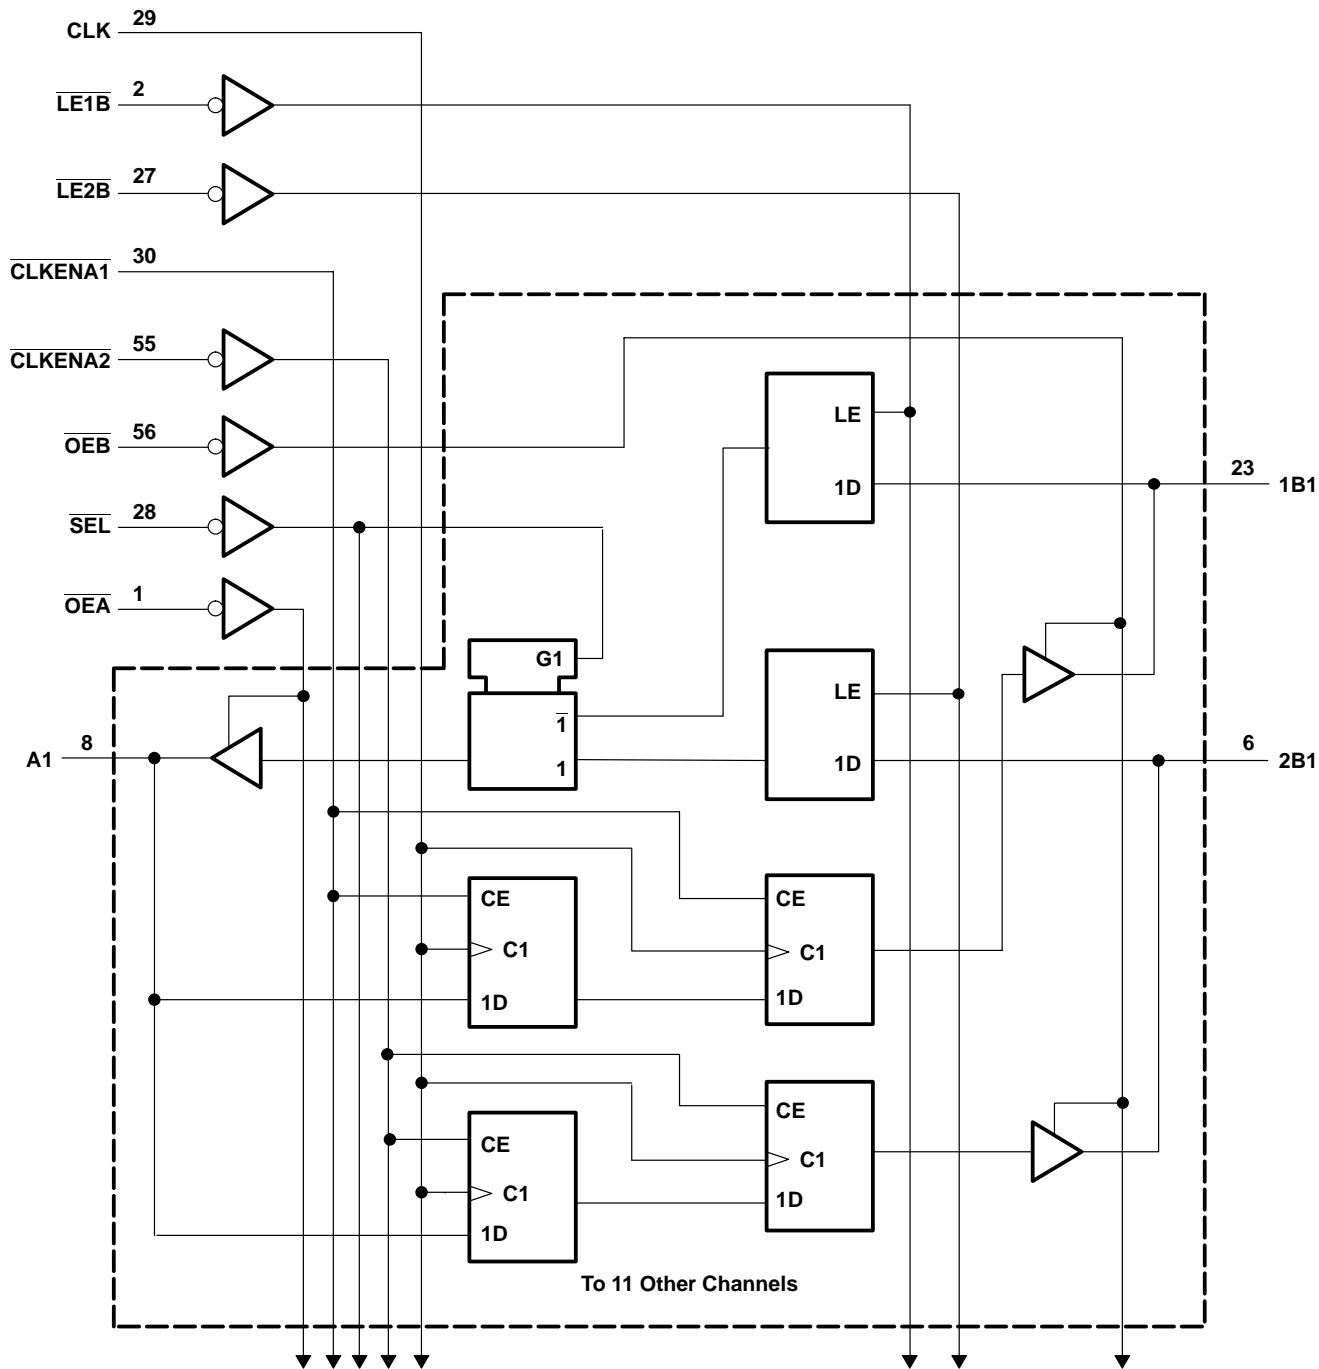 CLK 29
LE1B 2
LE2B 27
CLKENA1 30
CLKENA2 55
OEB 56
SEL 28
OEA 1
LE
1D
23 1B1
G1
1
1
LE
1D
A1 8
6 2B1
CE
C1
1D
CE
C1
1D
CE
C1
1D
CE
C1
1D
To 11 Other Channels